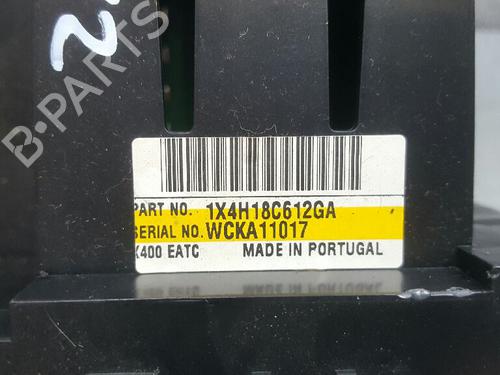 B-PARTS
PART NO. 1X4H18C612GA
SERIAL NO. WCKA11017
X400 EATC MADE IN PORTUGAL